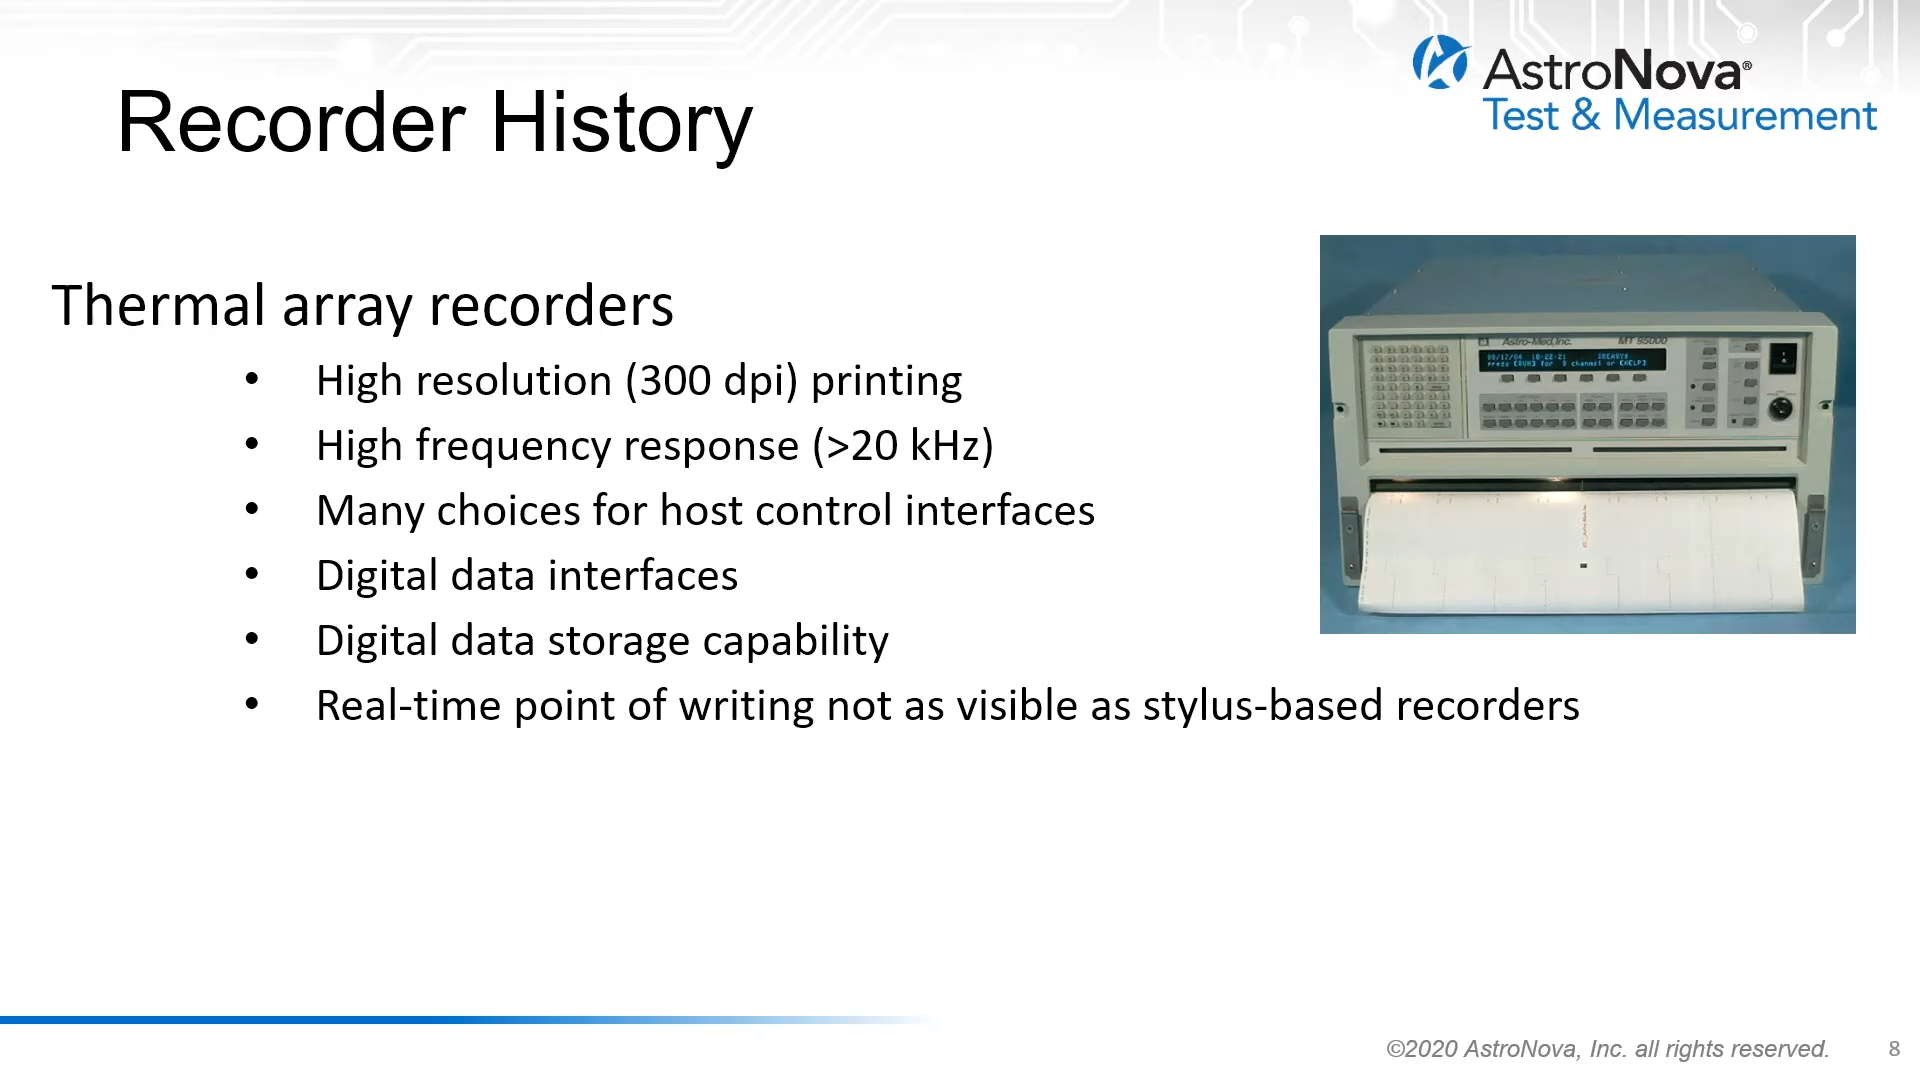 AstroNova®
Test & Measurement
Recorder History
Thermal array recorders
• High resolution (300 dpi) printing
• High frequency response (>20 kHz)
• Many choices for host control interfaces
• Digital data interfaces
• Digital data storage capability
• Real-time point of writing not as visible as stylus-based recorders
Astro-Med, Inc. MT 95000
©2020 AstroNova, Inc. all rights reserved. 8